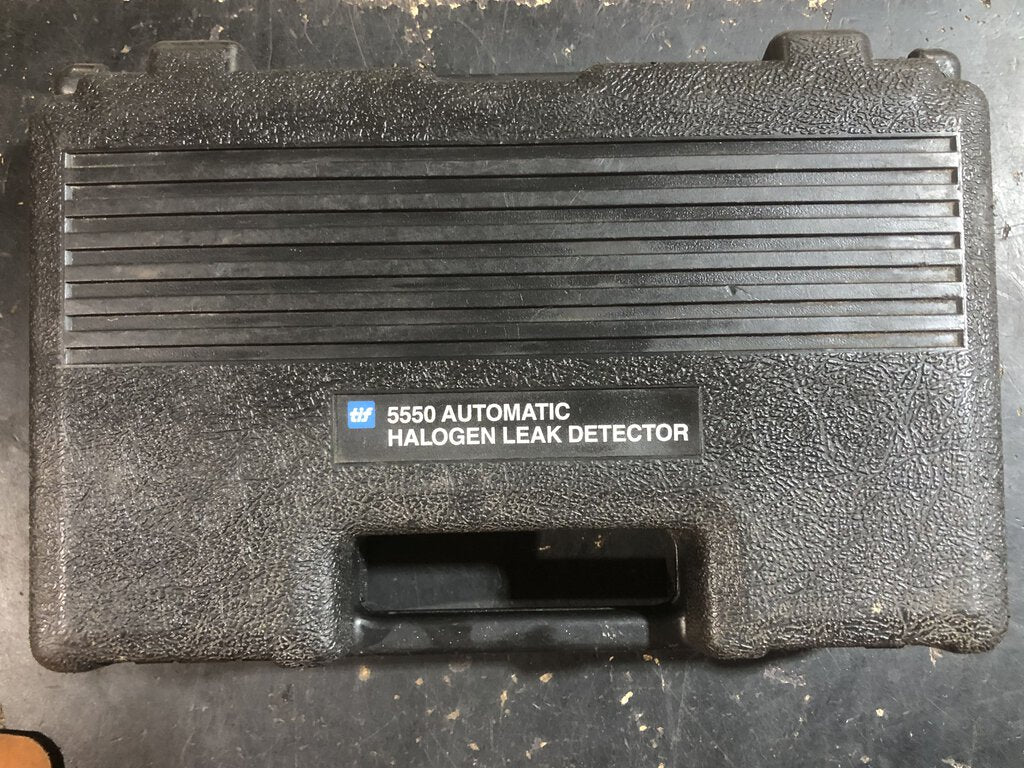 tif 5550 AUTOMATIC
HALOGEN LEAK DETECTOR